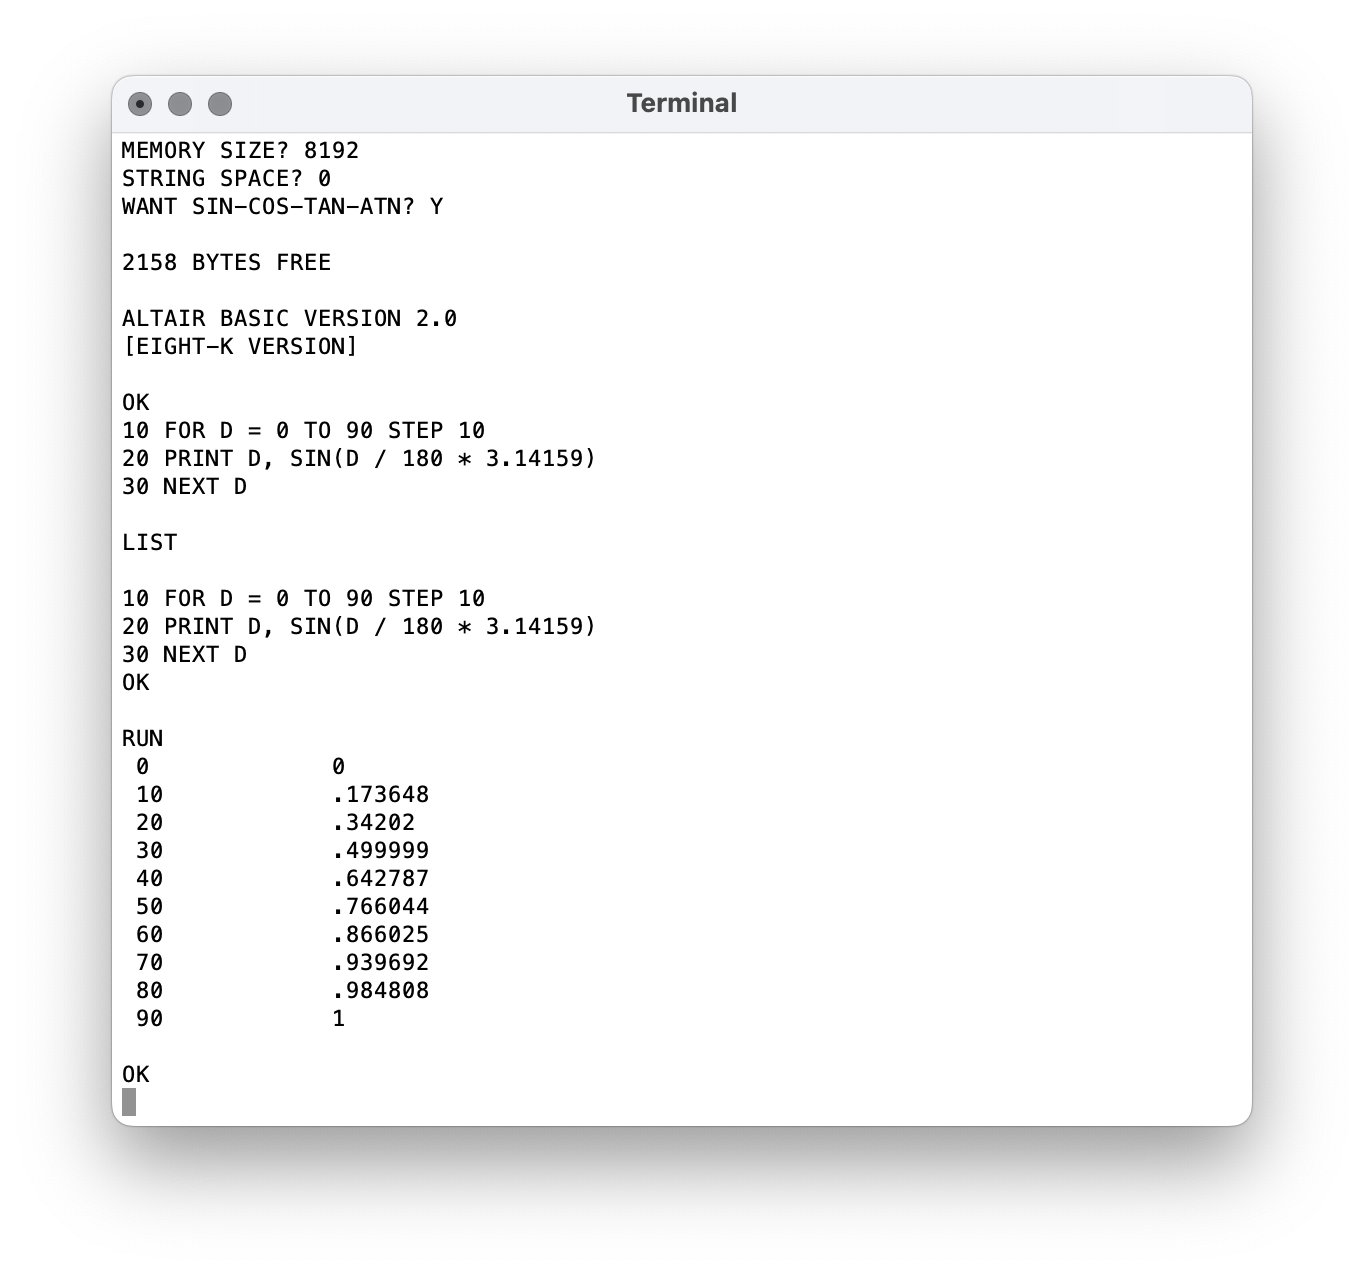 Terminal
MEMORY SIZE? 8192
STRING SPACE? 0
WANT SIN-COS-TAN-ATN? Y
2158 BYTES FREE
ALTAIR BASIC VERSION 2.0
[EIGHT-K VERSION]
OK
10 FOR D = 0 TO 90 STEP 10
20 PRINT D, SIN(D / 180 * 3.14159)
30 NEXT D
LIST
10 FOR D = 0 TO 90 STEP 10
20 PRINT D, SIN(D / 180 * 3.14159)
30 NEXT D
OK
RUN
0 0
10 .173648
20 .34202
30 .499999
40 .642787
50 .766044
60 .866025
70 .939692
80 .984808
90 1
OK